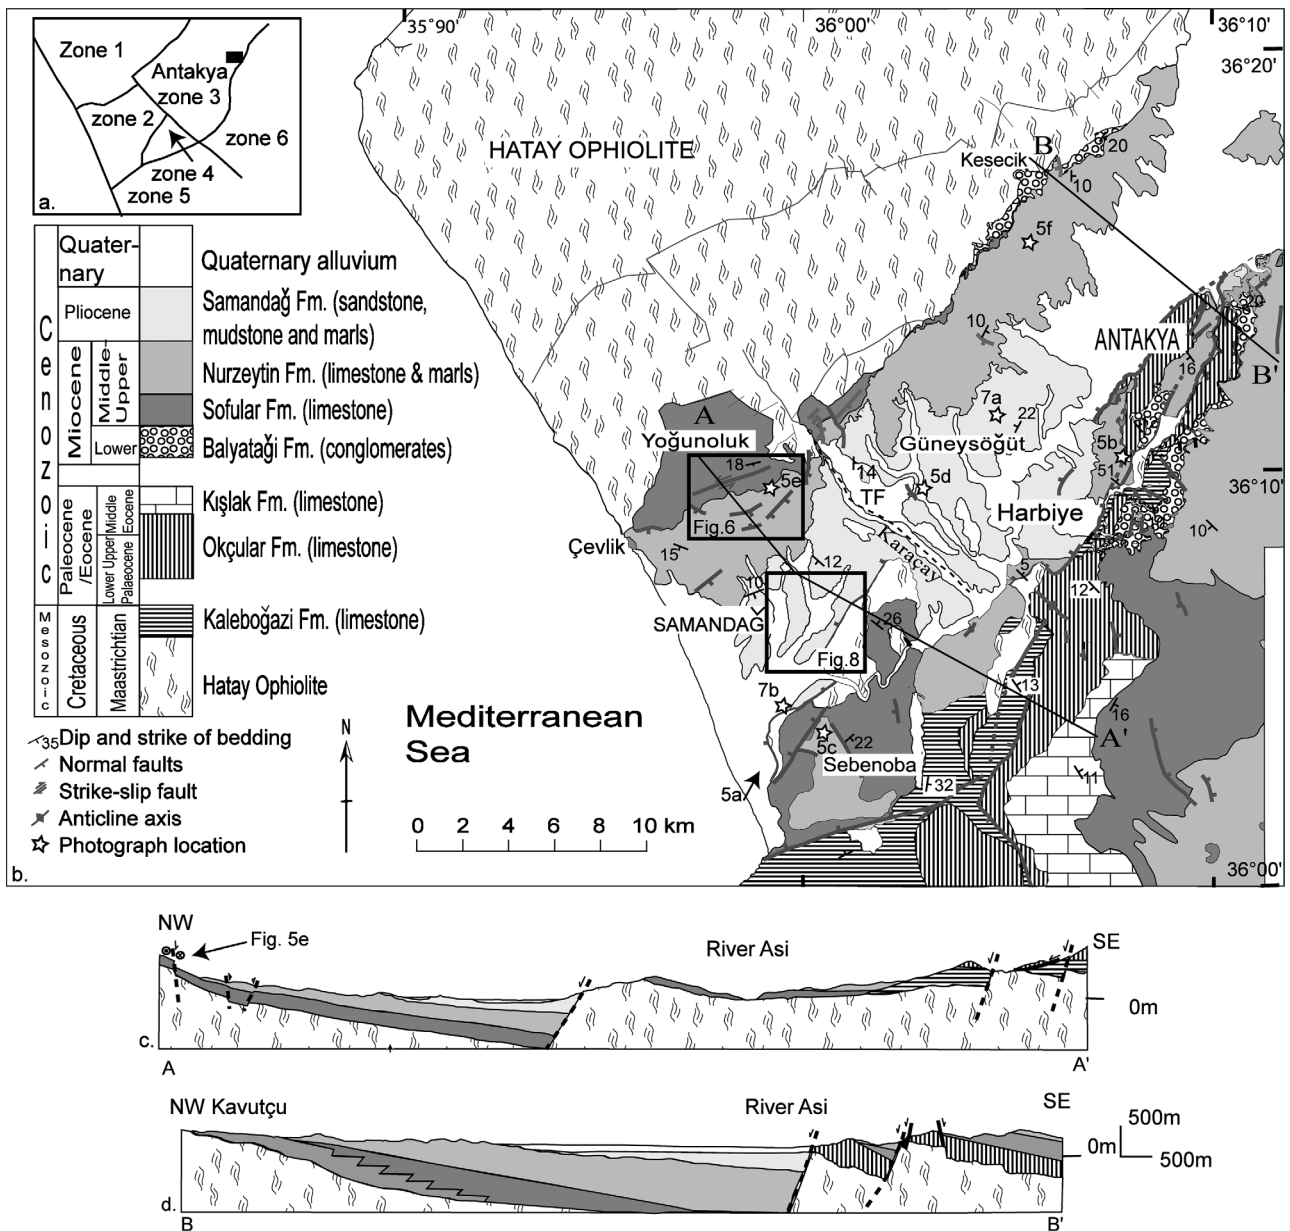 35°90'
36°00'
36°10'
36°20'
Zone 1
Antakya
zone 3
zone 2
zone 6
zone 4
zone 5
a.
HATAY OPHIOLITE
B
Kesecik
20
10
5f
10
ANTAKYA
20
16
B'
7a
22
Güneysöğüt
5b
51
36°10'
A
Yoğunoluk
18
5e
Fig.6
14
TF
5d
Harbiye
10
Çevlik
15
Karaçay
12
10
5
12
SAMANDAĞ
26
Fig.8
13
7b
16
A'
5c
22
Sebenoba
11
5a
32
36°00'
Mediterranean
Sea
N
0 2 4 6 8 10 km
Cenozoic
Quater-
nary
Quaternary alluvium
Pliocene
Samandağ Fm. (sandstone,
mudstone and marls)
Miocene
Middle-
Upper
Nurzeytin Fm. (limestone & marls)
Sofular Fm. (limestone)
Lower
Balyataği Fm. (conglomerates)
Paleocene
/Eocene
Middle
Eocene
Kışlak Fm. (limestone)
Lower Upper
Palaeocene
Okçular Fm. (limestone)
Mesozoic
Cretaceous
Maastrichtian
Kaleboğazi Fm. (limestone)
Hatay Ophiolite
35 Dip and strike of bedding
Normal faults
Strike-slip fault
Anticline axis
Photograph location
b.
NW
Fig. 5e
River Asi
SE
0m
c.
A
A'
NW Kavutçu
River Asi
SE
500m
0m
500m
d.
B
B'